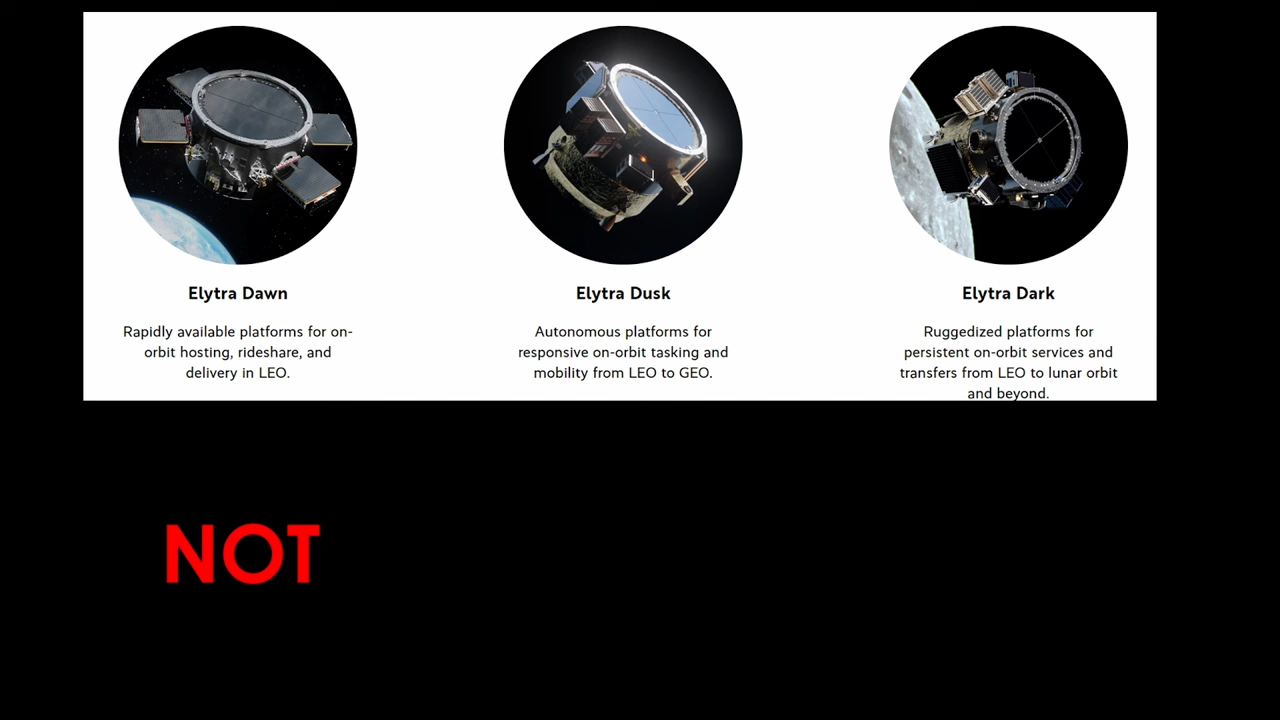 Elytra Dawn
Rapidly available platforms for on-
orbit hosting, rideshare, and
delivery in LEO.
Elytra Dusk
Autonomous platforms for
responsive on-orbit tasking and
mobility from LEO to GEO.
Elytra Dark
Ruggedized platforms for
persistent on-orbit services and
transfers from LEO to lunar orbit
and beyond.
NOT